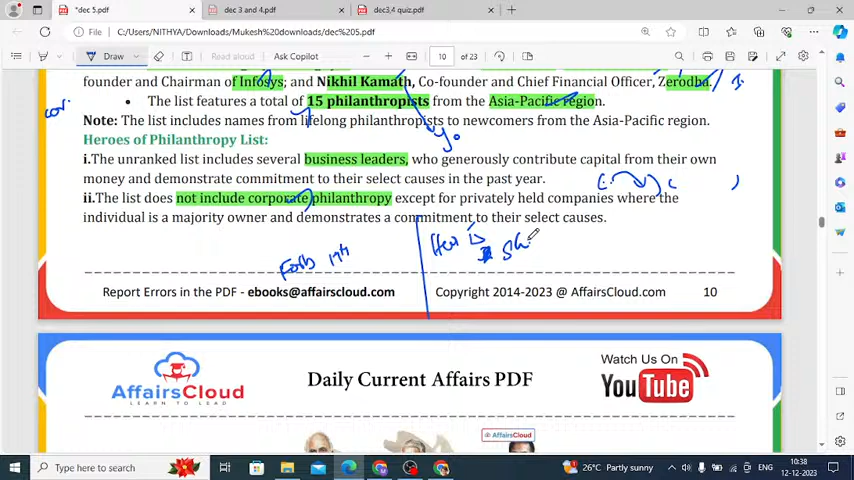 *dec 5.pdf
dec 3 and 4.pdf
dec3,4 quiz.pdf
File C:/Users/NITHYA/Downloads/Mukesh%20downloads/dec%205.pdf
Draw Read aloud Ask Copilot 10 of 23
founder and Chairman of Infosys; and Nikhil Kamath, Co-founder and Chief Financial Officer, Zerodha.
• The list features a total of 15 philanthropists from the Asia-Pacific region.
Note: The list includes names from lifelong philanthropists to newcomers from the Asia-Pacific region.
Heroes of Philanthropy List:
i.The unranked list includes several business leaders, who generously contribute capital from their own
money and demonstrate commitment to their select causes in the past year.
ii.The list does not include corporate philanthropy except for privately held companies where the
individual is a majority owner and demonstrates a commitment to their select causes.
17th
Report Errors in the PDF - ebooks@affairscloud.com Copyright 2014-2023 @ AffairsCloud.com 10
AffairsCloud
LEARN TO LEAD
Daily Current Affairs PDF
Watch Us On
YouTube
AffairsCloud
Type here to search
26°C Partly sunny
ENG
10:38
12-12-2023